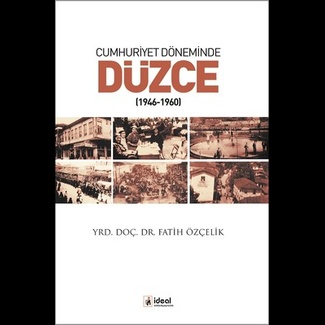 CUMHURİYET DÖNEMİNDE
DÜZCE
(1946-1960)
YRD. DOÇ. DR. FATİH ÖZÇELİK
ideal